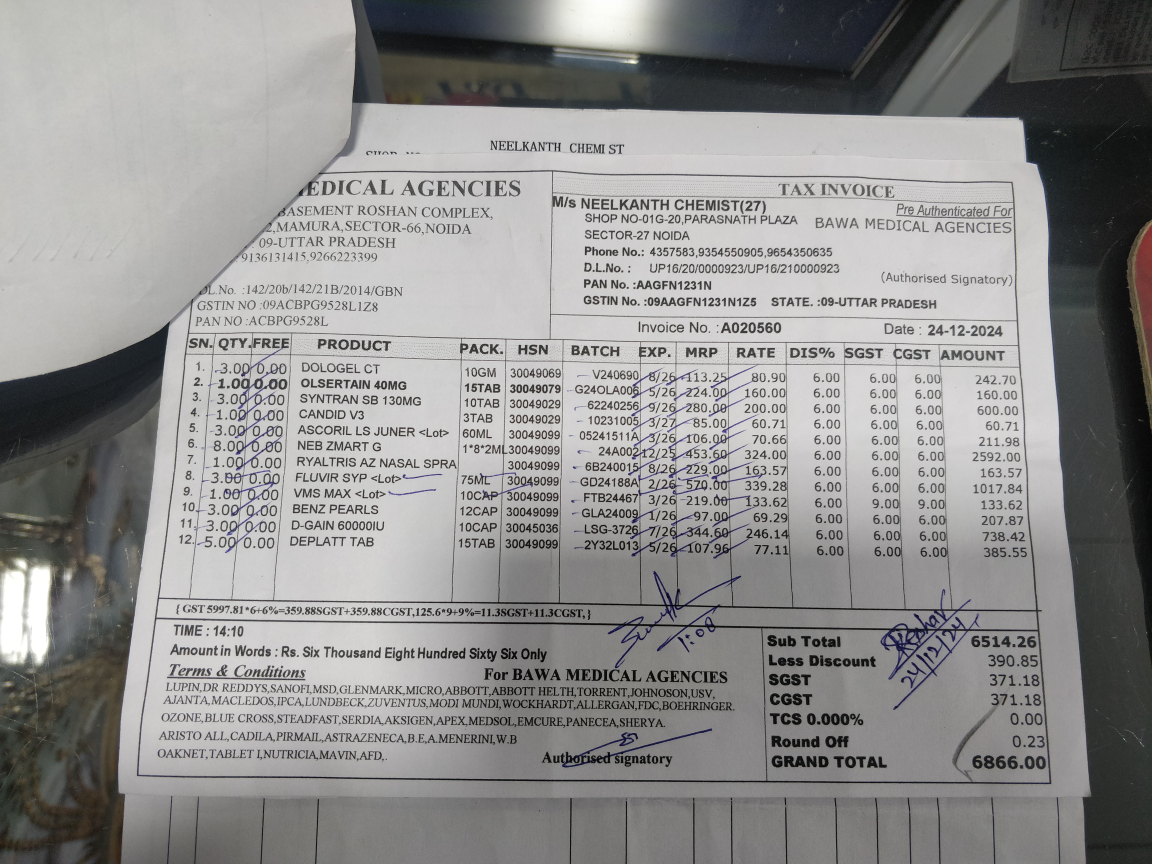 NEELKANTH CHEMIST
EDICAL AGENCIES
BASEMENT ROSHAN COMPLEX,
2,MAMURA,SECTOR-66,NOIDA
: 09-UTTAR PRADESH
9136131415,9266223399
DL.No. :142/20b/142/21B/2014/GBN
GSTIN NO :09ACBPG9528L1Z8
PAN NO :ACBPG9528L
TAX INVOICE
M/s NEELKANTH CHEMIST(27)
SHOP NO-01G-20,PARASNATH PLAZA
SECTOR-27 NOIDA
Phone No.: 4357583,9354550905,9654350635
D.L.No. : UP16/20/0000923/UP16/210000923
PAN No. :AAGFN1231N
GSTIN No. :09AAGFN1231N1Z5 STATE. :09-UTTAR PRADESH
Pre Authenticated For
BAWA MEDICAL AGENCIES
(Authorised Signatory)
Invoice No. :A020560 Date : 24-12-2024
SN. QTY. FREE PRODUCT PACK. HSN BATCH EXP. MRP RATE DIS% SGST CGST AMOUNT
1. 3.00 0.00 DOLOGEL CT 10GM 30049069 V240690 8/26 113.25 80.90 6.00 6.00 6.00 242.70
2. 1.00 0.00 OLSERTAIN 40MG 15TAB 30049079 G24OLA006 5/26 224.00 160.00 6.00 6.00 6.00 160.00
3. 3.00 0.00 SYNTRAN SB 130MG 10TAB 30049029 62240256 9/26 280.00 200.00 6.00 6.00 6.00 600.00
4. 1.00 0.00 CANDID V3 3TAB 30049029 10231005 3/27 85.00 60.71 6.00 6.00 6.00 60.71
5. 3.00 0.00 ASCORIL LS JUNER <Lot> 60ML 30049099 05241511A 3/26 106.00 70.66 6.00 6.00 6.00 211.98
6. 8.00 0.00 NEB ZMART G 1*8*2ML 30049099 24A002 12/25 453.60 324.00 6.00 6.00 6.00 2592.00
7. 1.00 0.00 RYALTRIS AZ NASAL SPRA 30049099 6B240015 8/26 229.00 163.57 6.00 6.00 6.00 163.57
8. 3.00 0.00 FLUVIR SYP <Lot> 75ML 30049099 GD24188A 2/26 570.00 339.28 6.00 6.00 6.00 1017.84
9. 1.00 0.00 VMS MAX <Lot> 10CAP 30049099 FTB24467 3/26 219.00 133.62 6.00 9.00 9.00 133.62
10. 3.00 0.00 BENZ PEARLS 12CAP 30049099 GLA24009 1/26 97.00 69.29 6.00 6.00 6.00 207.87
11. 3.00 0.00 D-GAIN 60000IU 10CAP 30045036 LSG-3726 7/26 344.60 246.14 6.00 6.00 6.00 738.42
12. 5.00 0.00 DEPLATT TAB 15TAB 30049099 2Y32L013 5/26 107.96 77.11 6.00 6.00 6.00 385.55
{ GST 5997.81*6+6%=359.88SGST+359.88CGST,125.6*9+9%=11.3SGST+11.3CGST,}
1:00
TIME : 14:10
Amount in Words : Rs. Six Thousand Eight Hundred Sixty Six Only
Terms & Conditions For BAWA MEDICAL AGENCIES
LUPIN,DR REDDYS,SANOFI,MSD,GLENMARK,MICRO,ABBOTT,ABBOTT HELTH,TORRENT,JOHNOSON,USV,
AJANTA,MACLEDOS,IPCA,LUNDBECK,ZUVENTUS,MODI MUNDI,WOCKHARDT,ALLERGAN,FDC,BOEHRINGER.
OZONE,BLUE CROSS,STEADFAST,SERDIA,AKSIGEN,APEX,MEDSOL,EMCURE,PANECEA,SHERYA.
ARISTO ALL,CADILA,PIRMAIL,ASTRAZENECA,B.E,A.MENERINI,W.B
OAKNET,TABLET I,NUTRICIA,MAVIN,AFD,.
Authorised signatory
24/12/24
Sub Total 6514.26
Less Discount 390.85
SGST 371.18
CGST 371.18
TCS 0.000% 0.00
Round Off 0.23
GRAND TOTAL 6866.00